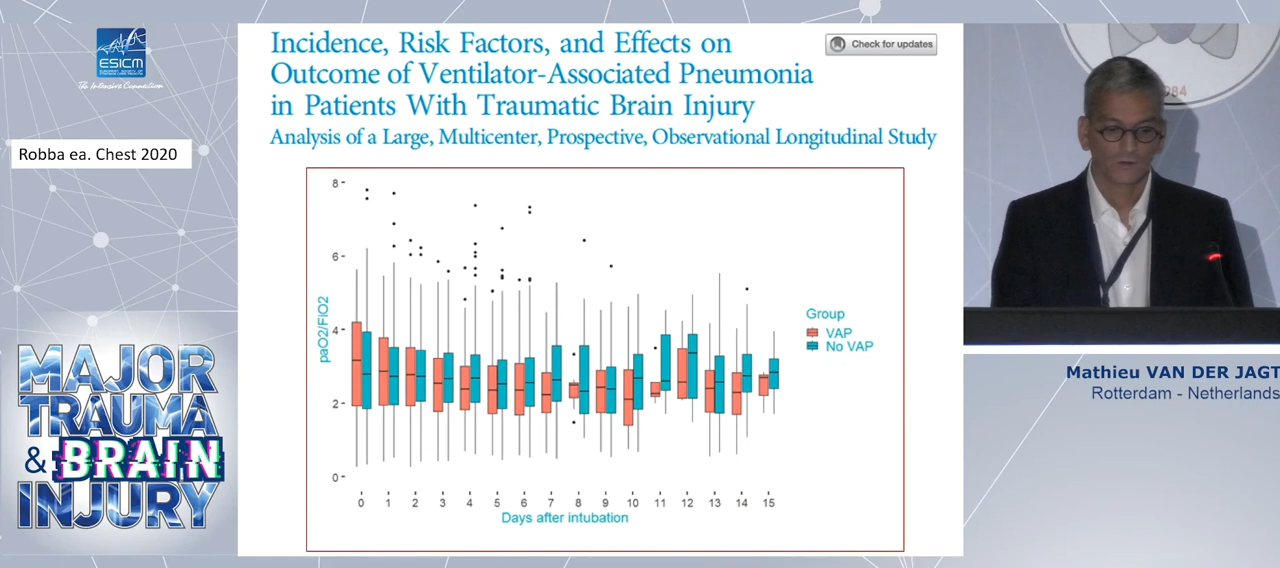 ESICM
The Intensive Connection
Robba ea. Chest 2020
MAJOR
TRAUMA
& BRAIN
INJURY
Incidence, Risk Factors, and Effects on
Outcome of Ventilator-Associated Pneumonia
in Patients With Traumatic Brain Injury
Analysis of a Large, Multicenter, Prospective, Observational Longitudinal Study
Check for updates
paO2/FiO2
8
6
4
2
0
0 1 2 3 4 5 6 7 8 9 10 11 12 13 14 15
Days after intubation
Group
VAP
No VAP
984
Mathieu VAN DER JAGT
Rotterdam - Netherlands